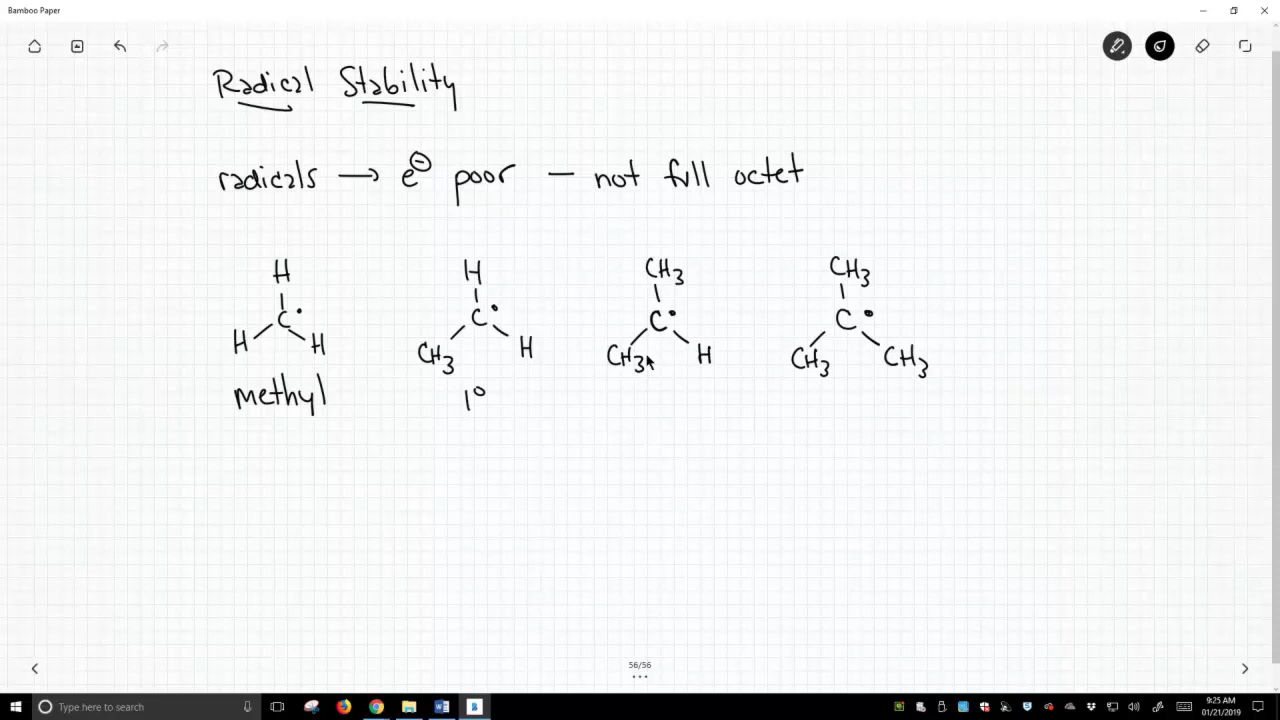 Bamboo Paper
Radical Stability
radicals → e⊖ poor — not full octet
H H CH3 CH3
C• C• C• C•
H H CH3 H CH3 H CH3 CH3
methyl 1°
56/56
Type here to search
9:25 AM
01/21/2019